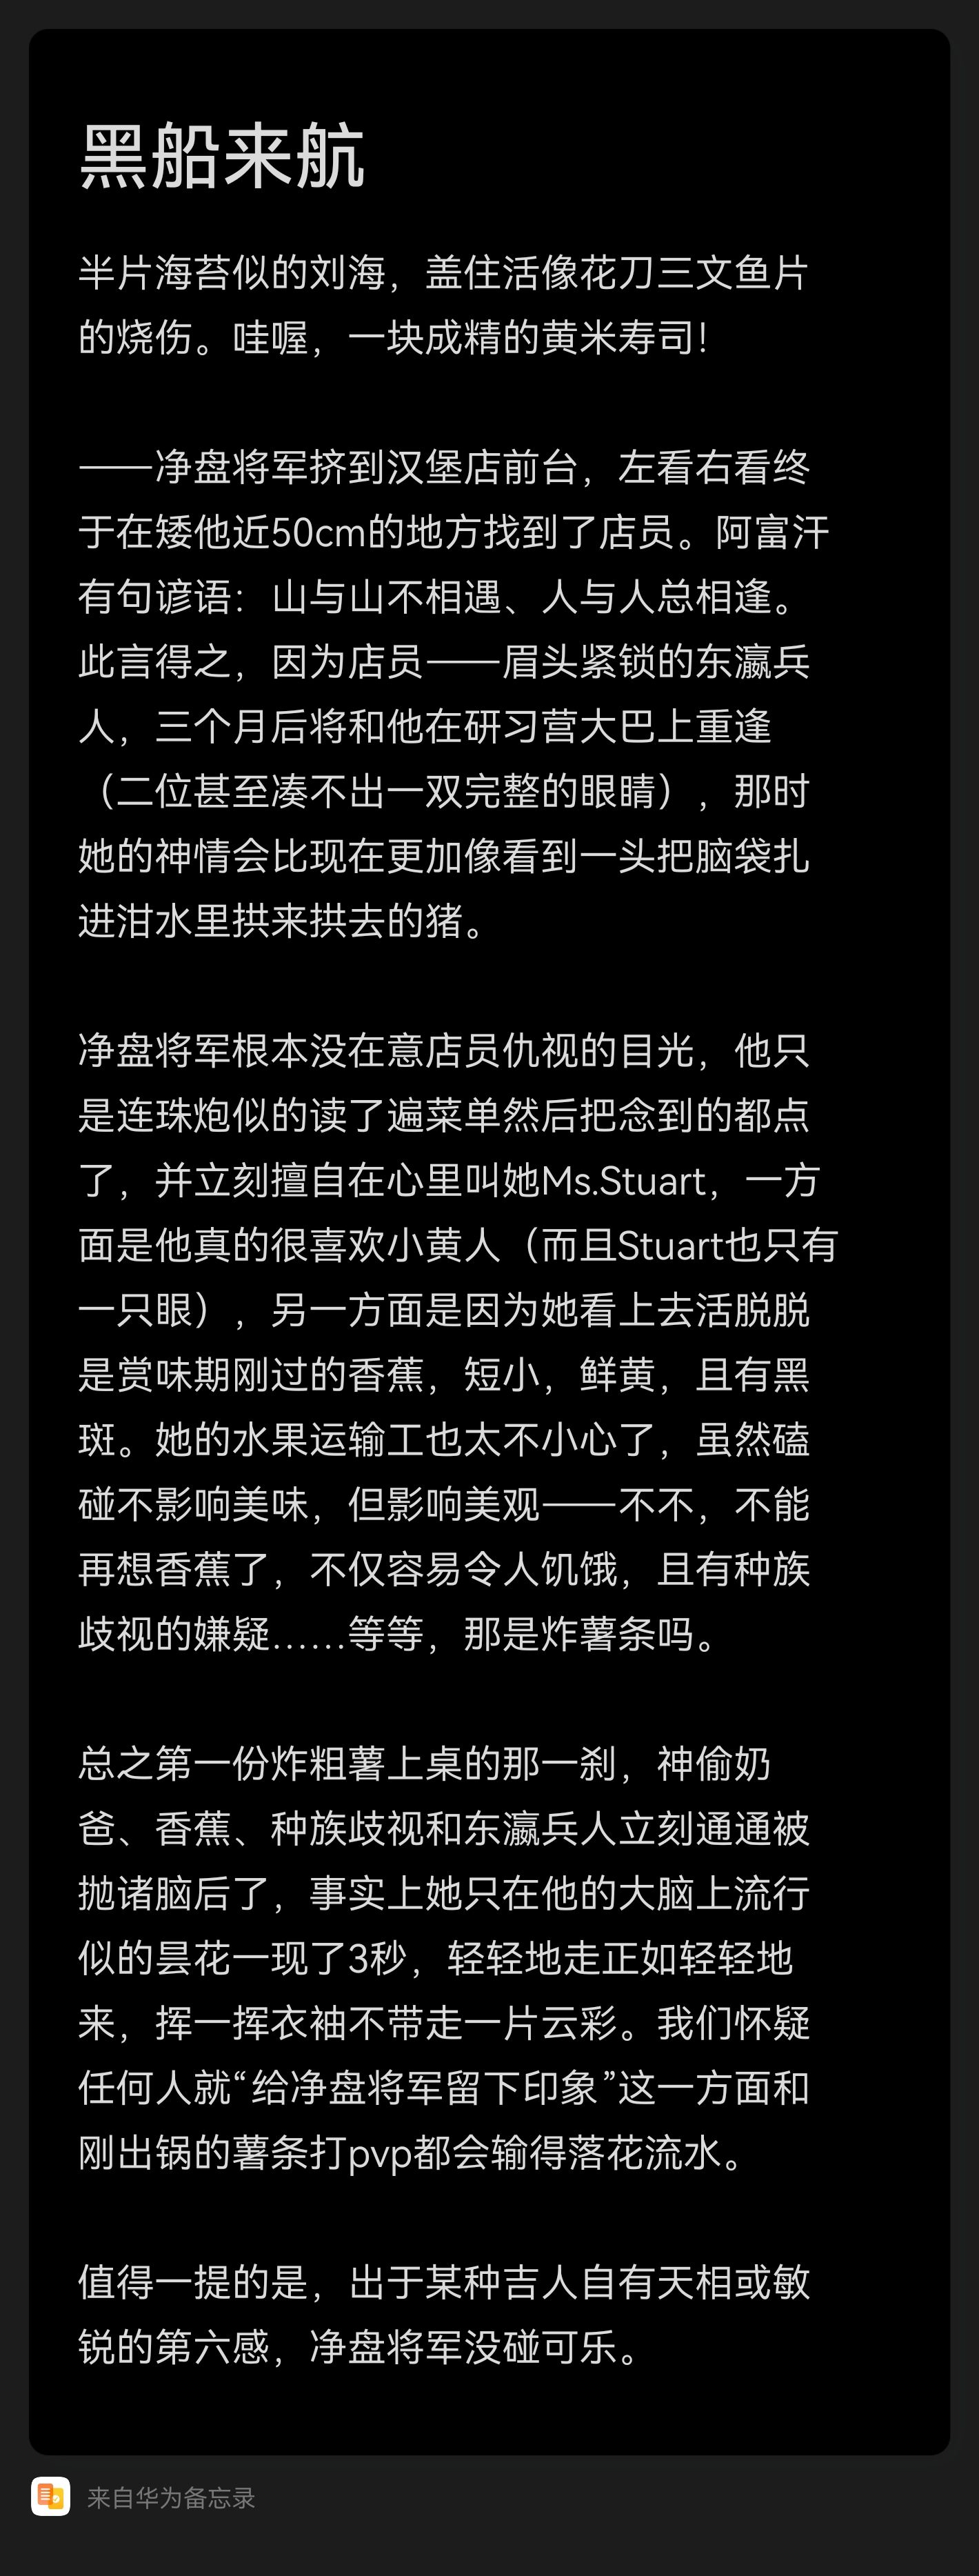 黑船来航
半片海苔似的刘海，盖住活像花刀三文鱼片
的烧伤。哇喔，一块成精的黄米寿司！
——净盘将军挤到汉堡店前台，左看右看终
于在矮他近50cm的地方找到了店员。阿富汗
有句谚语：山与山不相遇、人与人总相逢。
此言得之，因为店员——眉头紧锁的东瀛兵
人，三个月后将和他在研习营大巴上重逢
（二位甚至凑不出一双完整的眼睛），那时
她的神情会比现在更加像看到一头把脑袋扎
进泔水里拱来拱去的猪。
净盘将军根本没在意店员仇视的目光，他只
是连珠炮似的读了遍菜单然后把念到的都点
了，并立刻擅自在心里叫她Ms.Stuart，一方
面是他真的很喜欢小黄人（而且Stuart也只有
一只眼），另一方面是因为她看上去活脱脱
是赏味期刚过的香蕉，短小，鲜黄，且有黑
斑。她的水果运输工也太不小心了，虽然磕
碰不影响美味，但影响美观——不不，不能
再想香蕉了，不仅容易令人饥饿，且有种族
歧视的嫌疑……等等，那是炸薯条吗。
总之第一份炸粗薯上桌的那一刹，神偷奶
爸、香蕉、种族歧视和东瀛兵人立刻通通被
抛诸脑后了，事实上她只在他的大脑上流行
似的昙花一现了3秒，轻轻地走正如轻轻地
来，挥一挥衣袖不带走一片云彩。我们怀疑
任何人就“给净盘将军留下印象”这一方面和
刚出锅的薯条打pvp都会输得落花流水。
值得一提的是，出于某种吉人自有天相或敏
锐的第六感，净盘将军没碰可乐。
来自华为备忘录